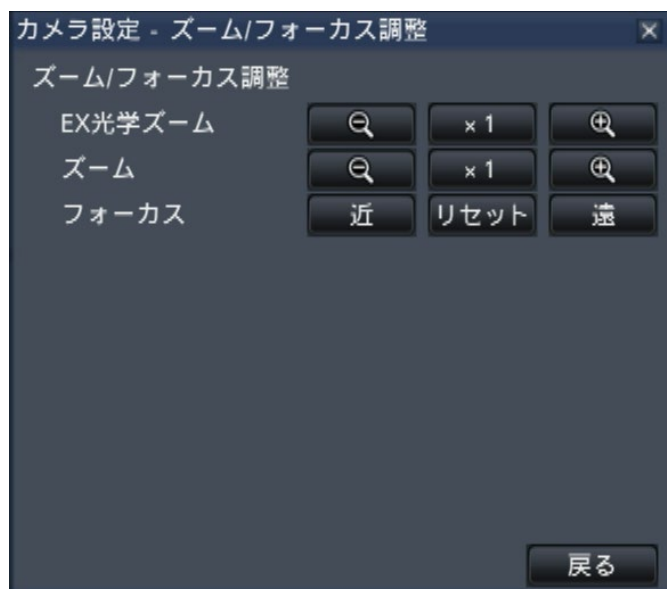 カメラ設定 - ズーム/フォーカス調整
ズーム/フォーカス調整
EX光学ズーム ×1
ズーム ×1
フォーカス 近 リセット 遠
戻る